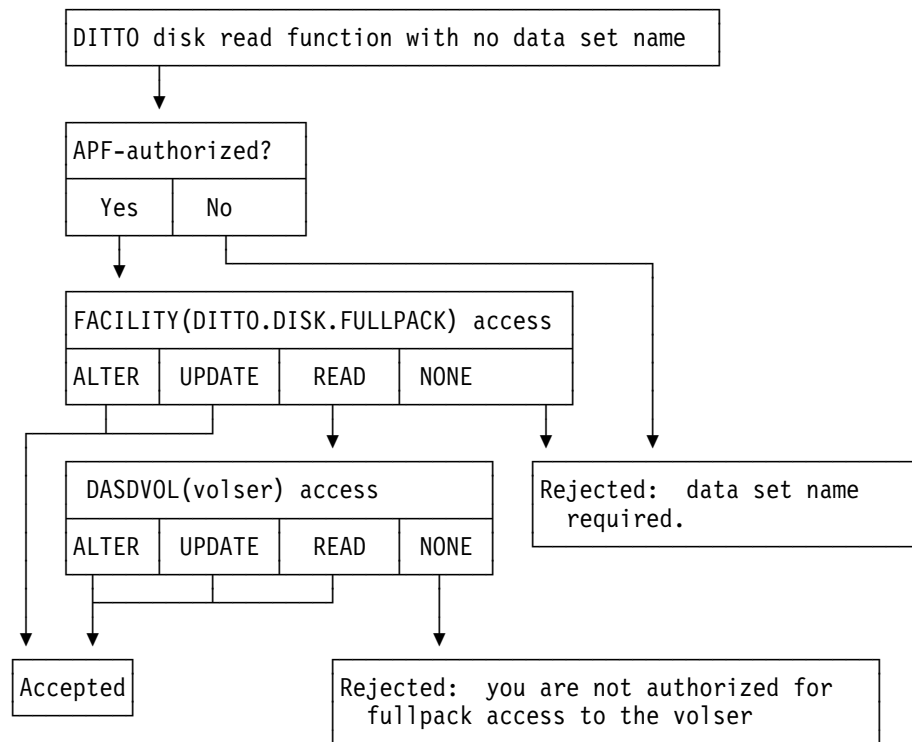 DITTO disk read function with no data set name
APF-authorized?
Yes No
FACILITY(DITTO.DISK.FULLPACK) access
ALTER UPDATE READ NONE
DASDVOL(volser) access
ALTER UPDATE READ NONE
Rejected: data set name
required.
Accepted
Rejected: you are not authorized for
fullpack access to the volser